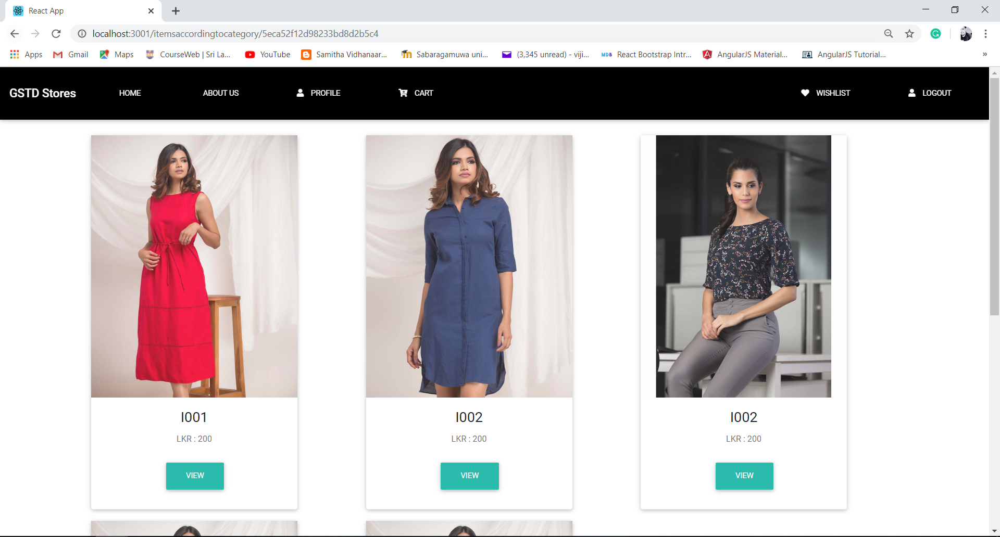 React App
localhost:3001/itemsaccordingtocategory/5eca52f12d98233bd8d2b5c4
Apps Gmail Maps CourseWeb | Sri La... YouTube Samitha Vidhanaar... Sabaragamuwa uni... (3,345 unread) - viji... MDB React Bootstrap Intr... AngularJS Material... AngularJS Tutorial... »
GSTD Stores HOME ABOUT US PROFILE CART WISHLIST LOGOUT
I001 I002 I002
LKR : 200 LKR : 200 LKR : 200
VIEW VIEW VIEW